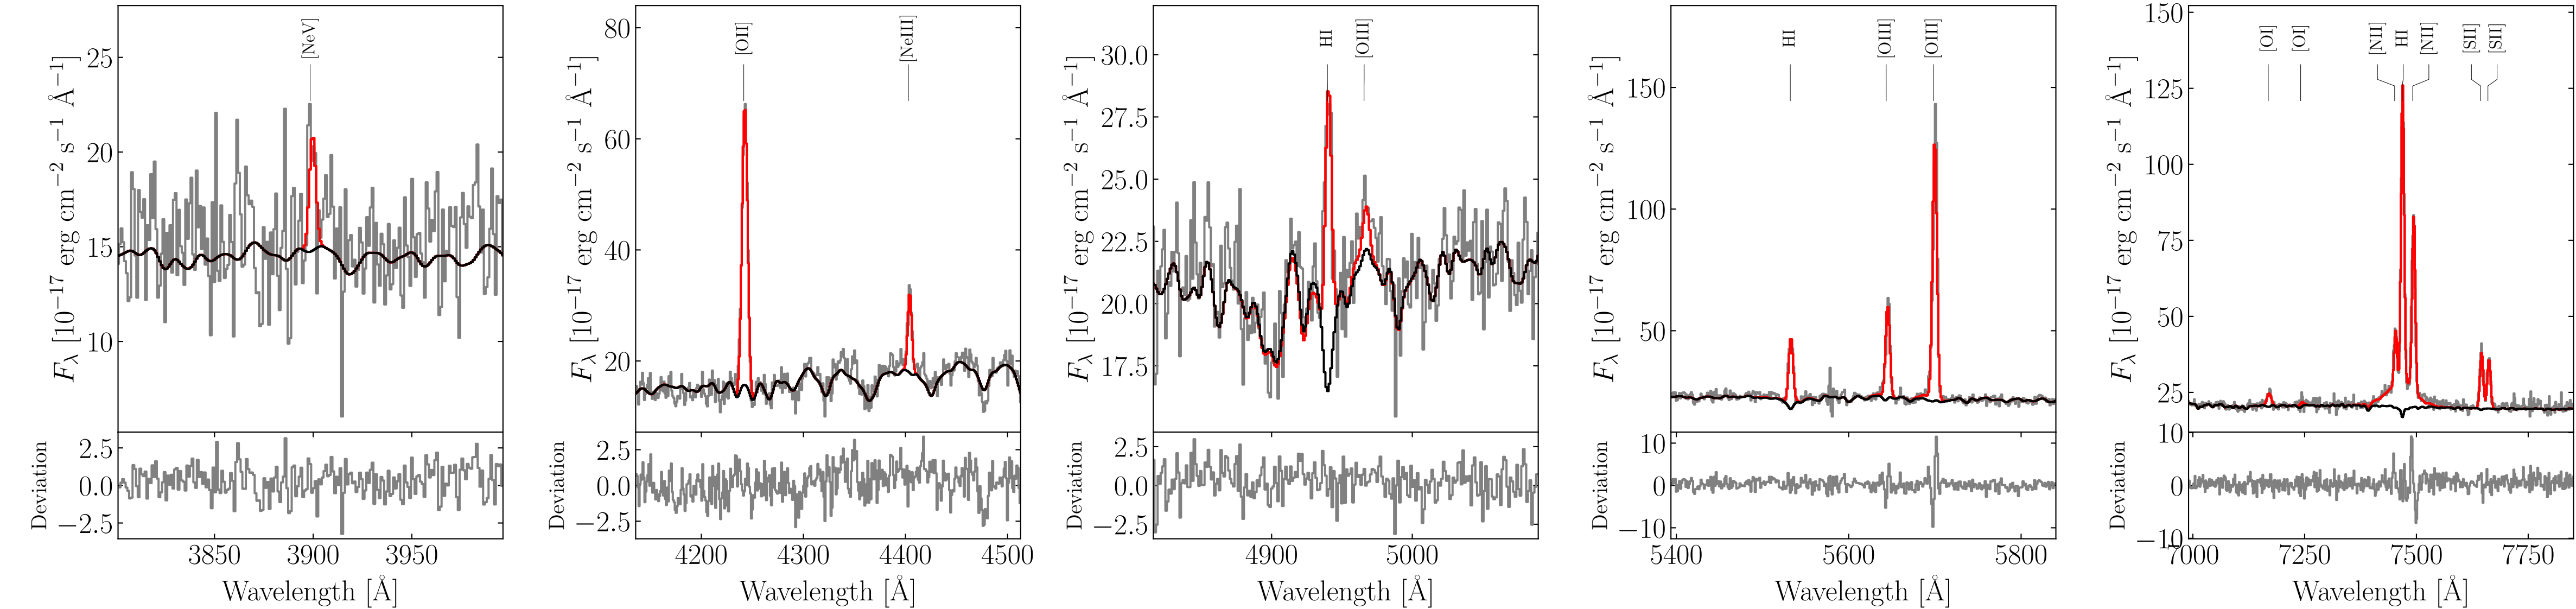 [NeV]
25
20
15
10
F_λ [10^−17 erg cm^−2 s^−1 Å^−1]
2.5
0.0
−2.5
Deviation
3850 3900 3950
Wavelength [Å]
[OII] [NeIII]
80
60
40
20
F_λ [10^−17 erg cm^−2 s^−1 Å^−1]
2.5
0.0
−2.5
Deviation
4200 4300 4400 4500
Wavelength [Å]
HI [OIII]
30.0
27.5
25.0
22.5
20.0
17.5
F_λ [10^−17 erg cm^−2 s^−1 Å^−1]
2.5
0.0
−2.5
Deviation
4900 5000
Wavelength [Å]
HI [OIII] [OIII]
150
100
50
F_λ [10^−17 erg cm^−2 s^−1 Å^−1]
10
0
−10
Deviation
5400 5600 5800
Wavelength [Å]
[OI] [OI] [NII] HI [NII] [SII] [SII]
150
125
100
75
50
25
F_λ [10^−17 erg cm^−2 s^−1 Å^−1]
10
0
−10
Deviation
7000 7250 7500 7750
Wavelength [Å]